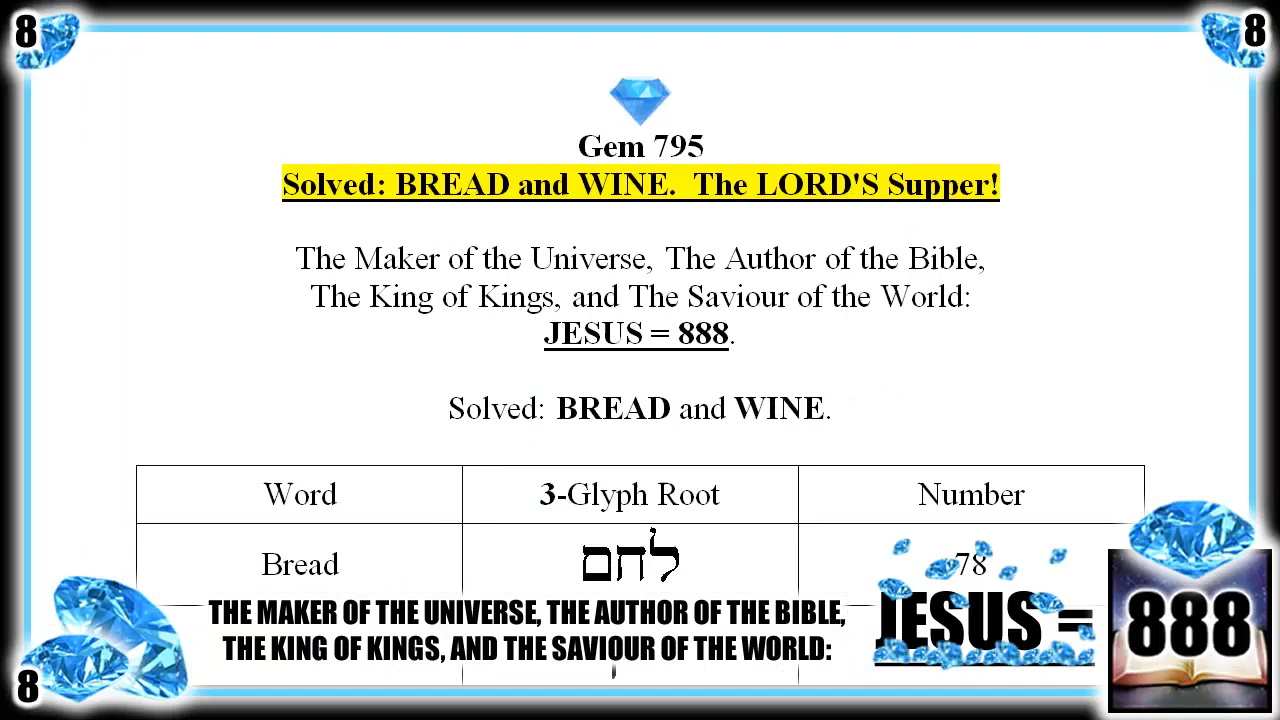 8
8
Gem 795
Solved: BREAD and WINE. The LORD'S Supper!
The Maker of the Universe, The Author of the Bible,
The King of Kings, and The Saviour of the World:
JESUS = 888.
Solved: BREAD and WINE.
Word 3-Glyph Root Number
Bread לחם 78
THE MAKER OF THE UNIVERSE, THE AUTHOR OF THE BIBLE,
THE KING OF KINGS, AND THE SAVIOUR OF THE WORLD:
JESUS = 888
8